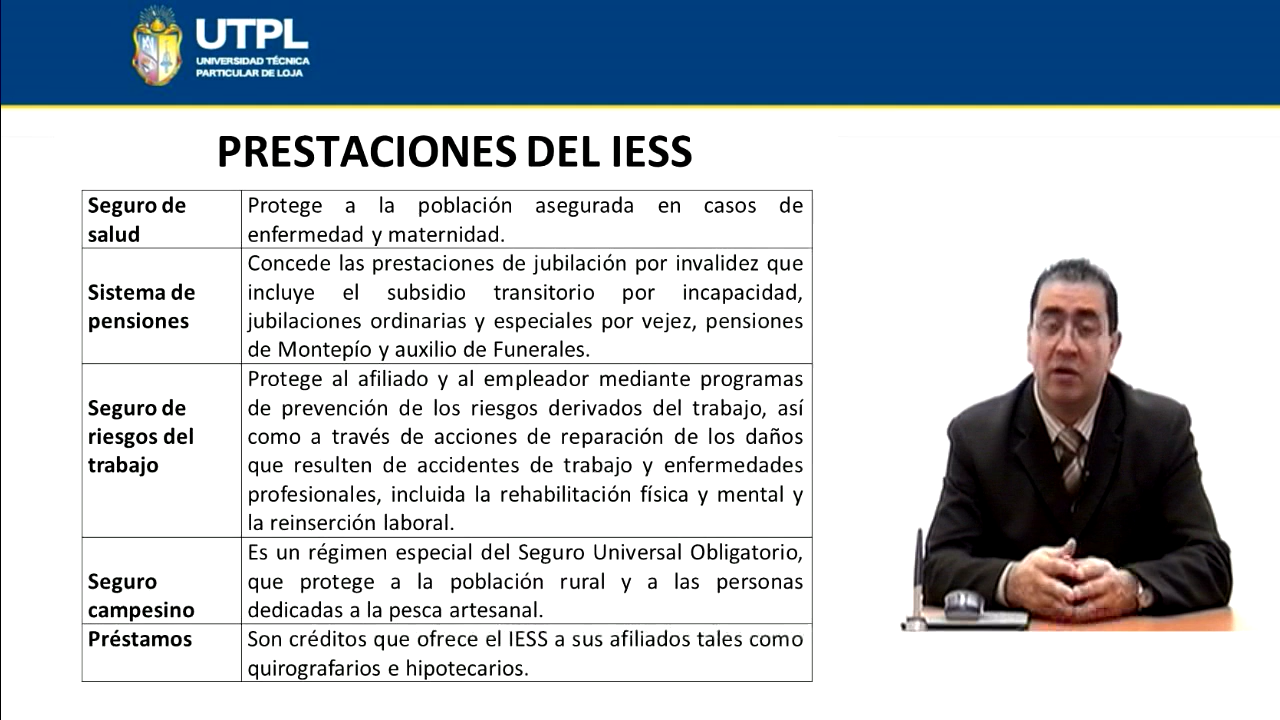 UTPL
UNIVERSIDAD TÉCNICA
PARTICULAR DE LOJA
PRESTACIONES DEL IESS
Seguro de
salud
Protege a la población asegurada en casos de
enfermedad y maternidad.
Sistema de
pensiones
Concede las prestaciones de jubilación por invalidez que
incluye el subsidio transitorio por incapacidad,
jubilaciones ordinarias y especiales por vejez, pensiones
de Montepío y auxilio de Funerales.
Seguro de
riesgos del
trabajo
Protege al afiliado y al empleador mediante programas
de prevención de los riesgos derivados del trabajo, así
como a través de acciones de reparación de los daños
que resulten de accidentes de trabajo y enfermedades
profesionales, incluida la rehabilitación física y mental y
la reinserción laboral.
Seguro
campesino
Es un régimen especial del Seguro Universal Obligatorio,
que protege a la población rural y a las personas
dedicadas a la pesca artesanal.
Préstamos
Son créditos que ofrece el IESS a sus afiliados tales como
quirografarios e hipotecarios.